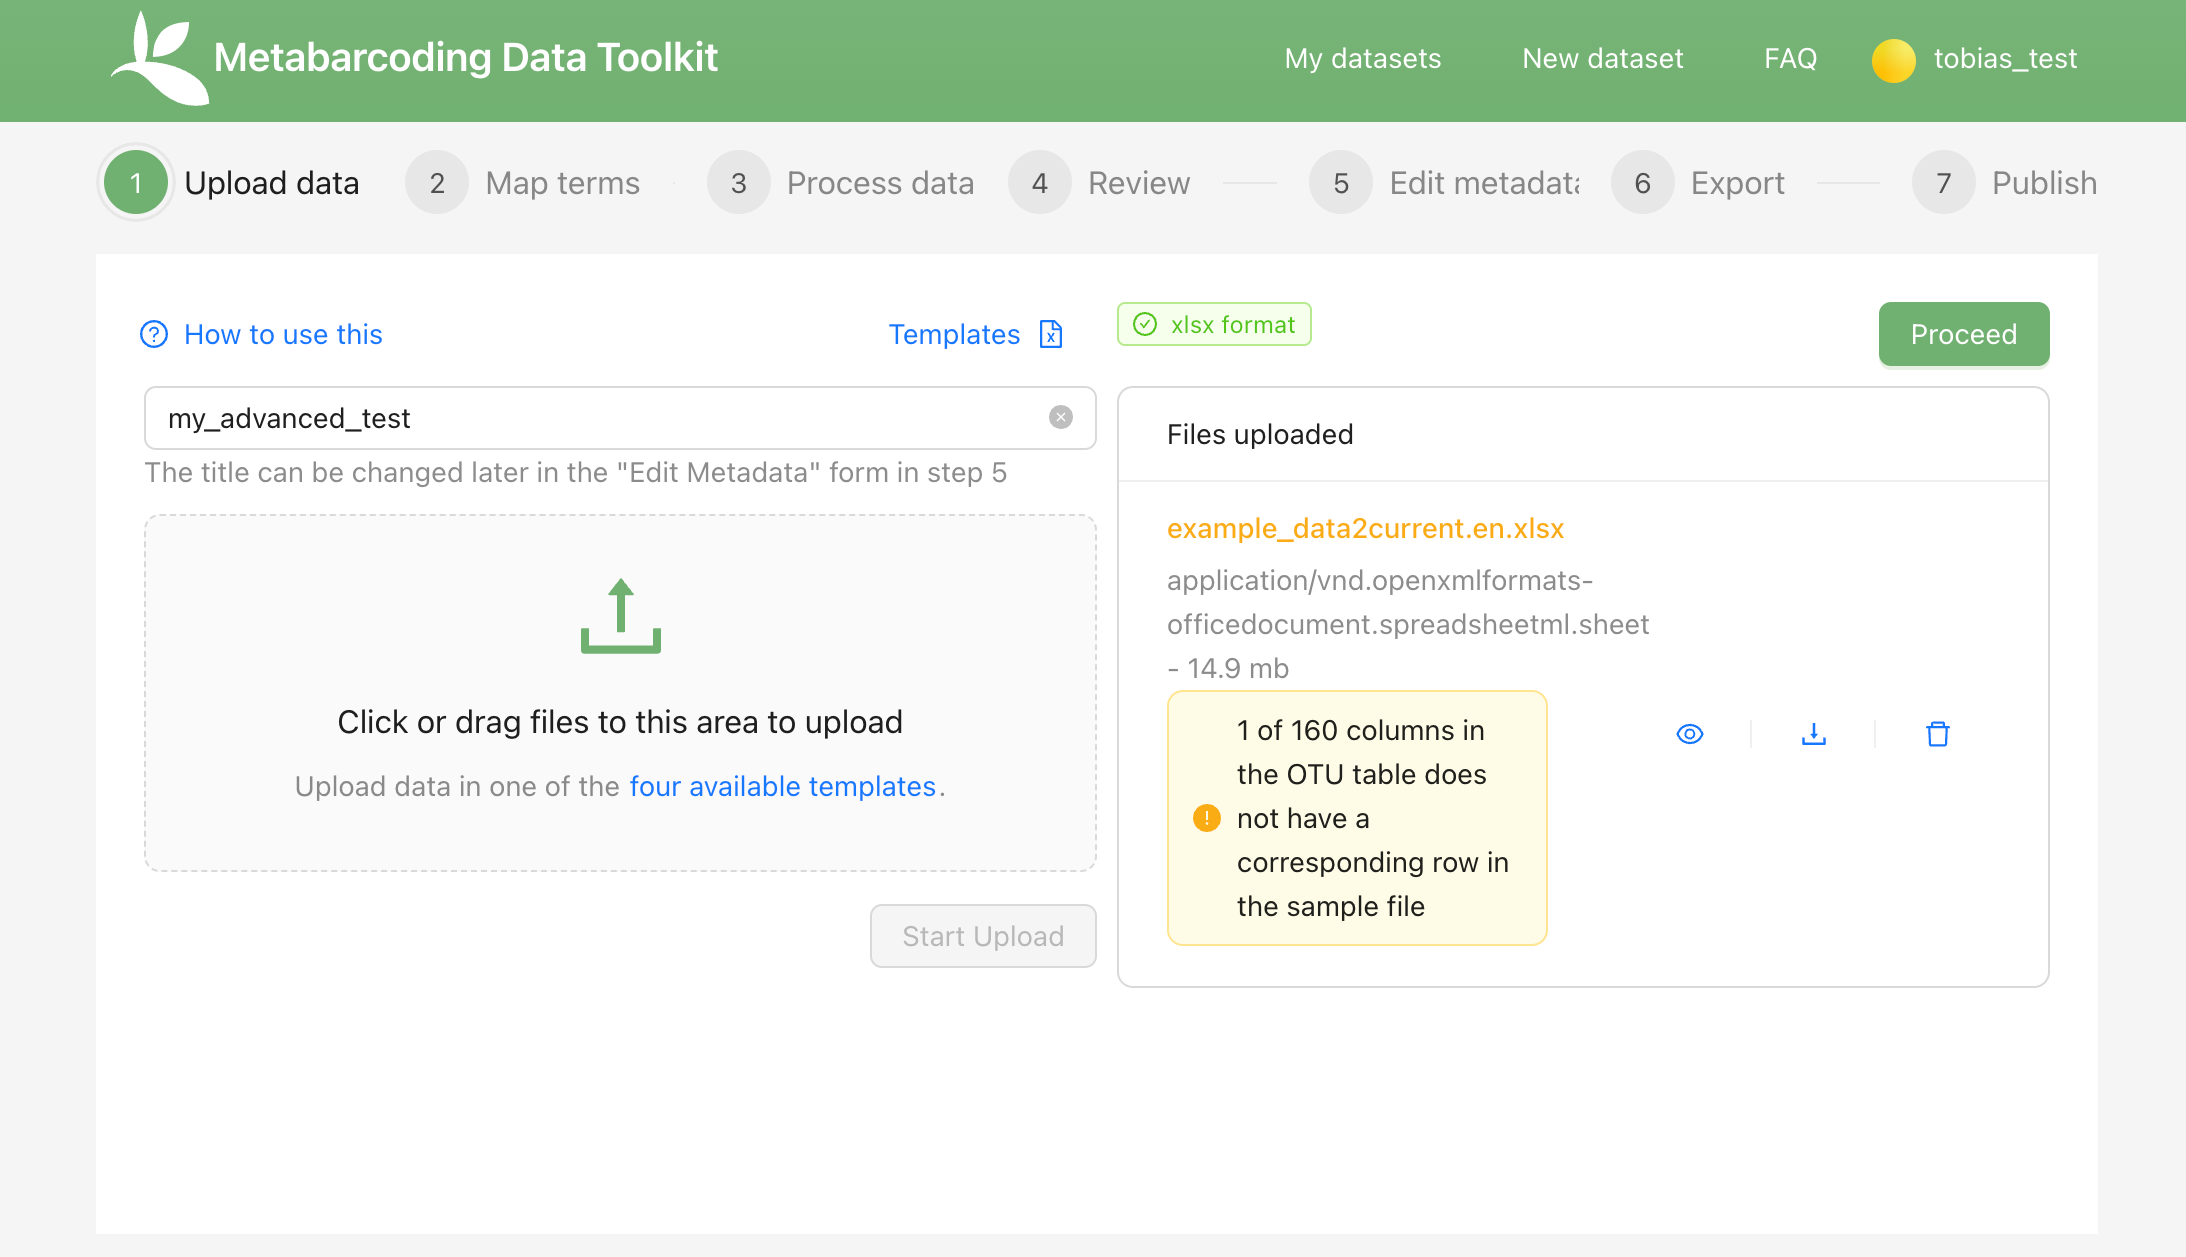 Metabarcoding Data Toolkit
My datasets
New dataset
FAQ
tobias_test
1 Upload data
2 Map terms
3 Process data
4 Review
5 Edit metadata
6 Export
7 Publish
How to use this
Templates
xlsx format
Proceed
my_advanced_test
The title can be changed later in the "Edit Metadata" form in step 5
Click or drag files to this area to upload
Upload data in one of the four available templates.
Start Upload
Files uploaded
example_data2current.en.xlsx
application/vnd.openxmlformats-
officedocument.spreadsheetml.sheet
- 14.9 mb
1 of 160 columns in
the OTU table does
not have a
corresponding row in
the sample file